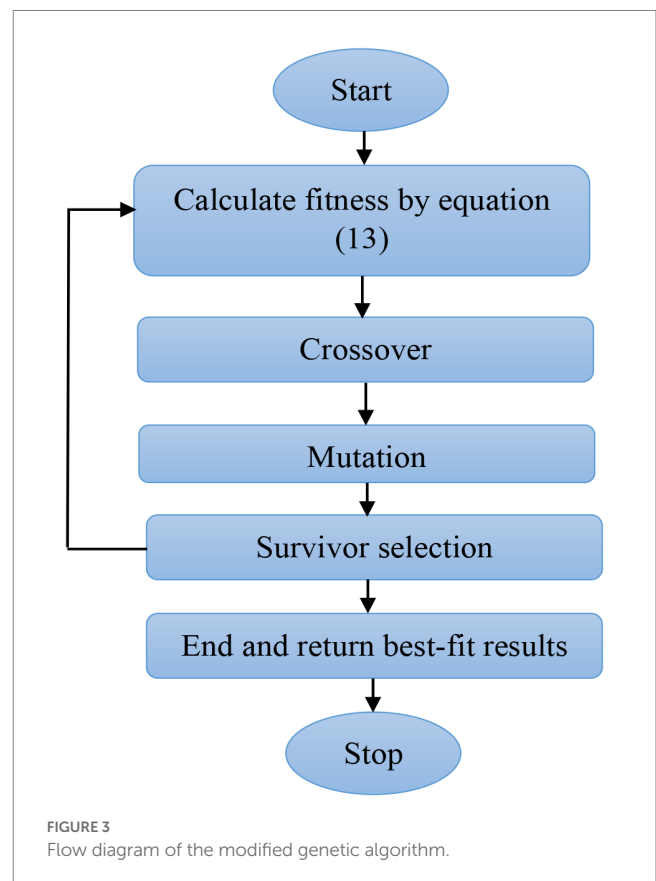 Start
Calculate fitness by equation
(13)
Crossover
Mutation
Survivor selection
End and return best-fit results
Stop
FIGURE 3
Flow diagram of the modified genetic algorithm.